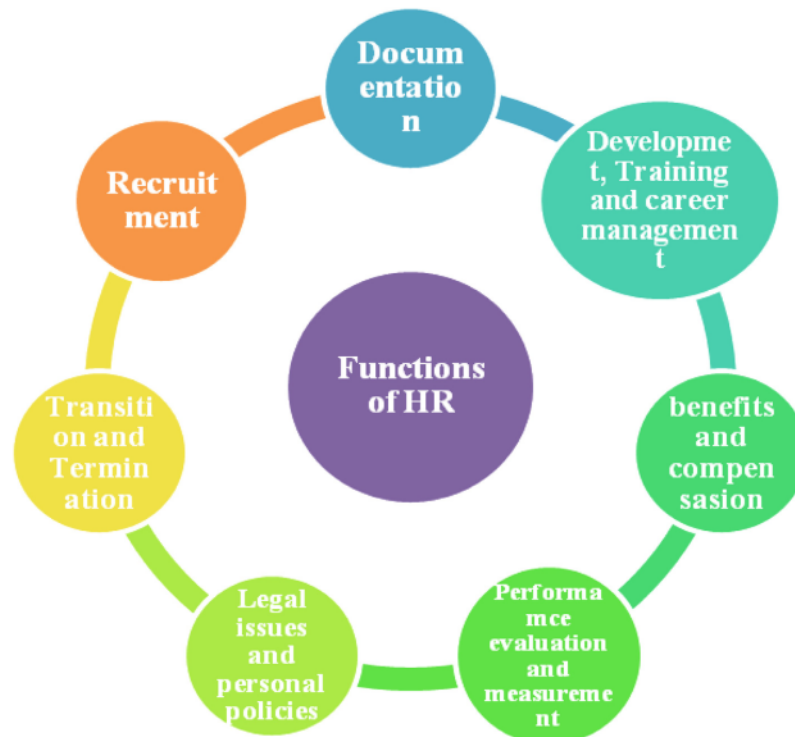 Docum
entatio
n
Developme
t, Training
and career
managemen
t
benefits
and
compen
sasion
Performa
mce
evaluation
and
measureme
nt
Legal
issues
and
personal
policies
Transiti
on and
Termin
ation
Recruit
ment
Functions
of HR